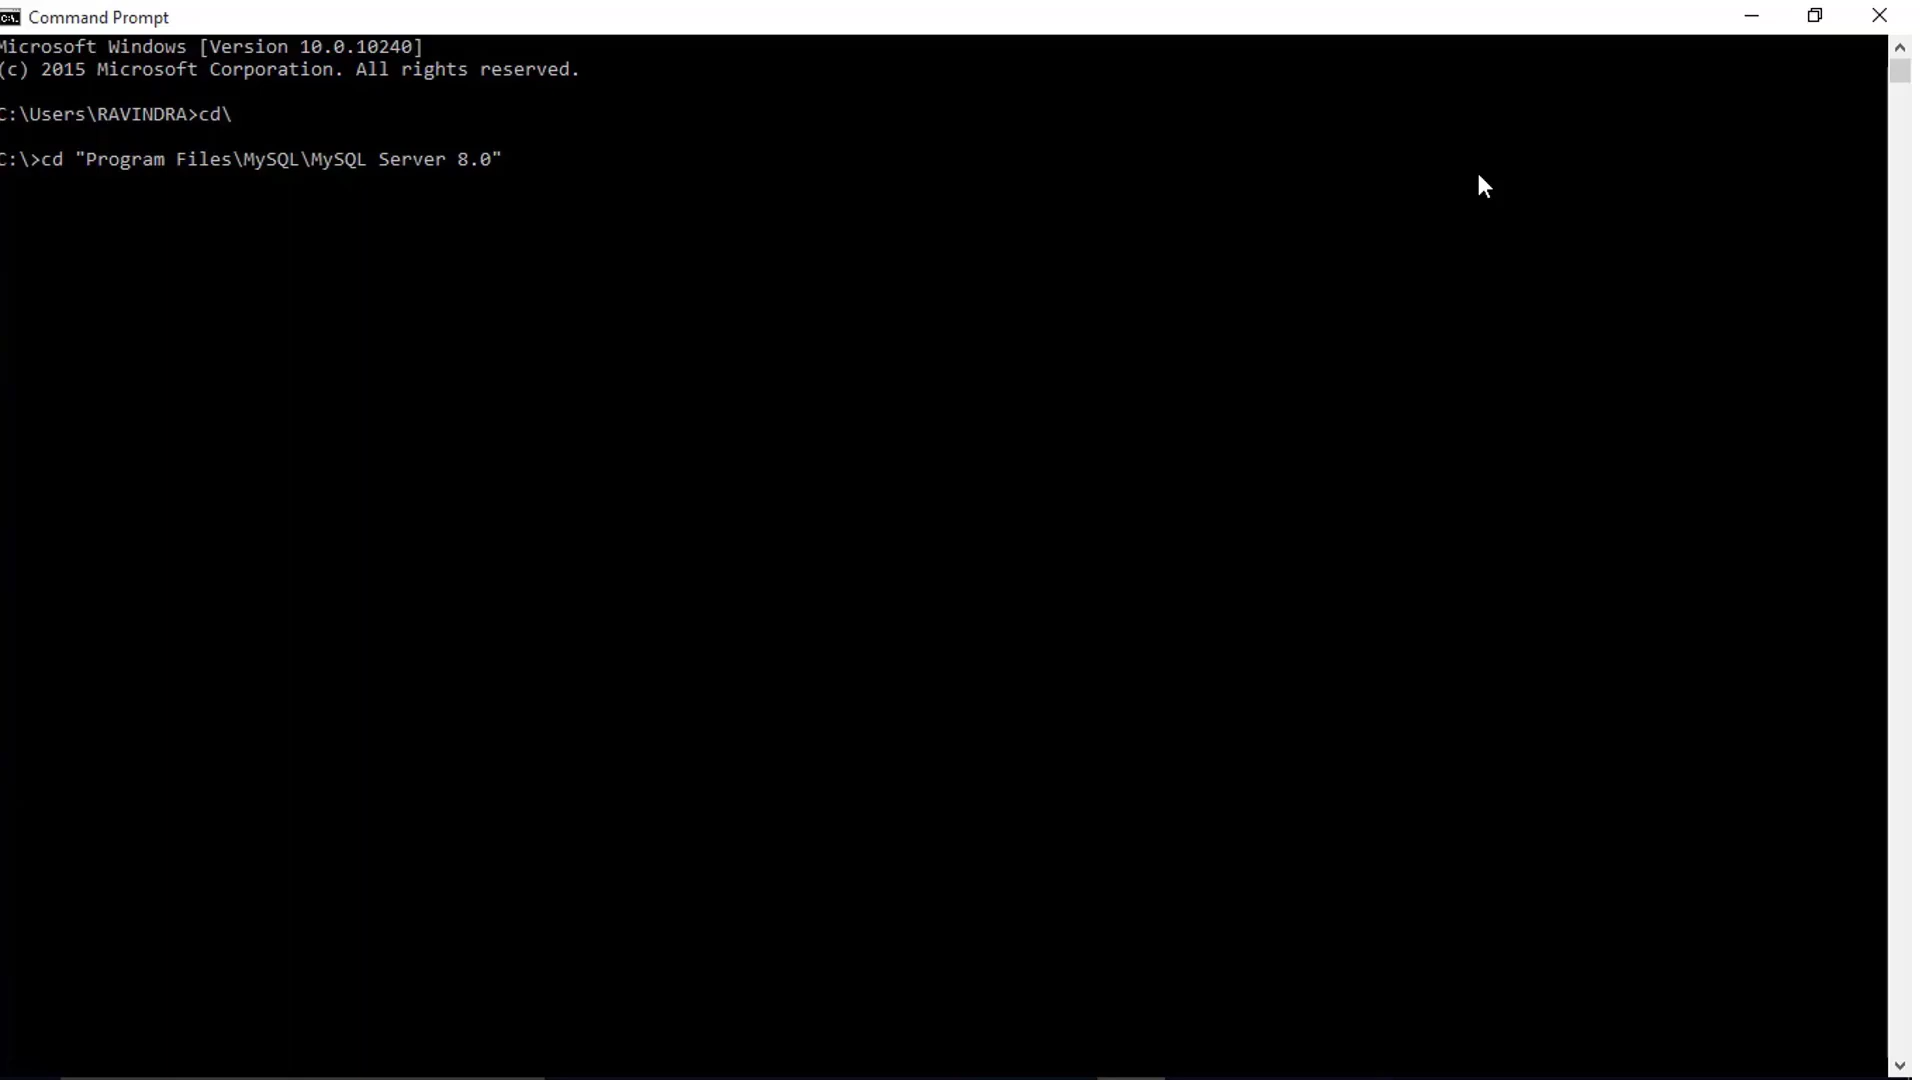 Command Prompt
Microsoft Windows [Version 10.0.10240]
(c) 2015 Microsoft Corporation. All rights reserved.
C:\Users\RAVINDRA>cd\
C:\>cd "Program Files\MySQL\MySQL Server 8.0"